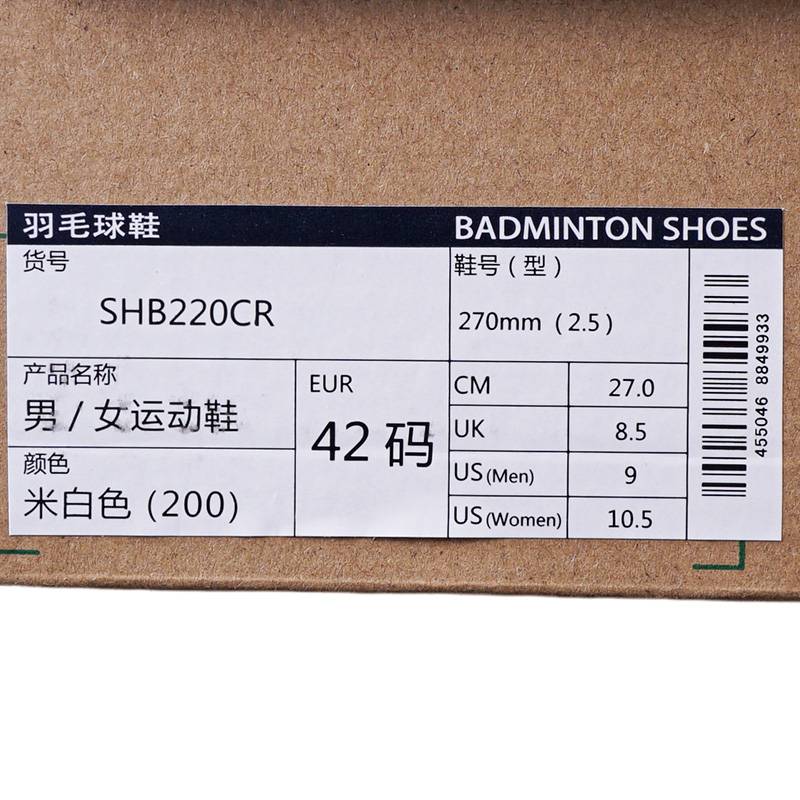 羽毛球鞋
BADMINTON SHOES
货号
SHB220CR
鞋号(型)
270mm (2.5)
产品名称
男/女运动鞋
颜色
米白色(200)
EUR
42码
CM 27.0
UK 8.5
US(Men) 9
US(Women) 10.5
455046 8849933